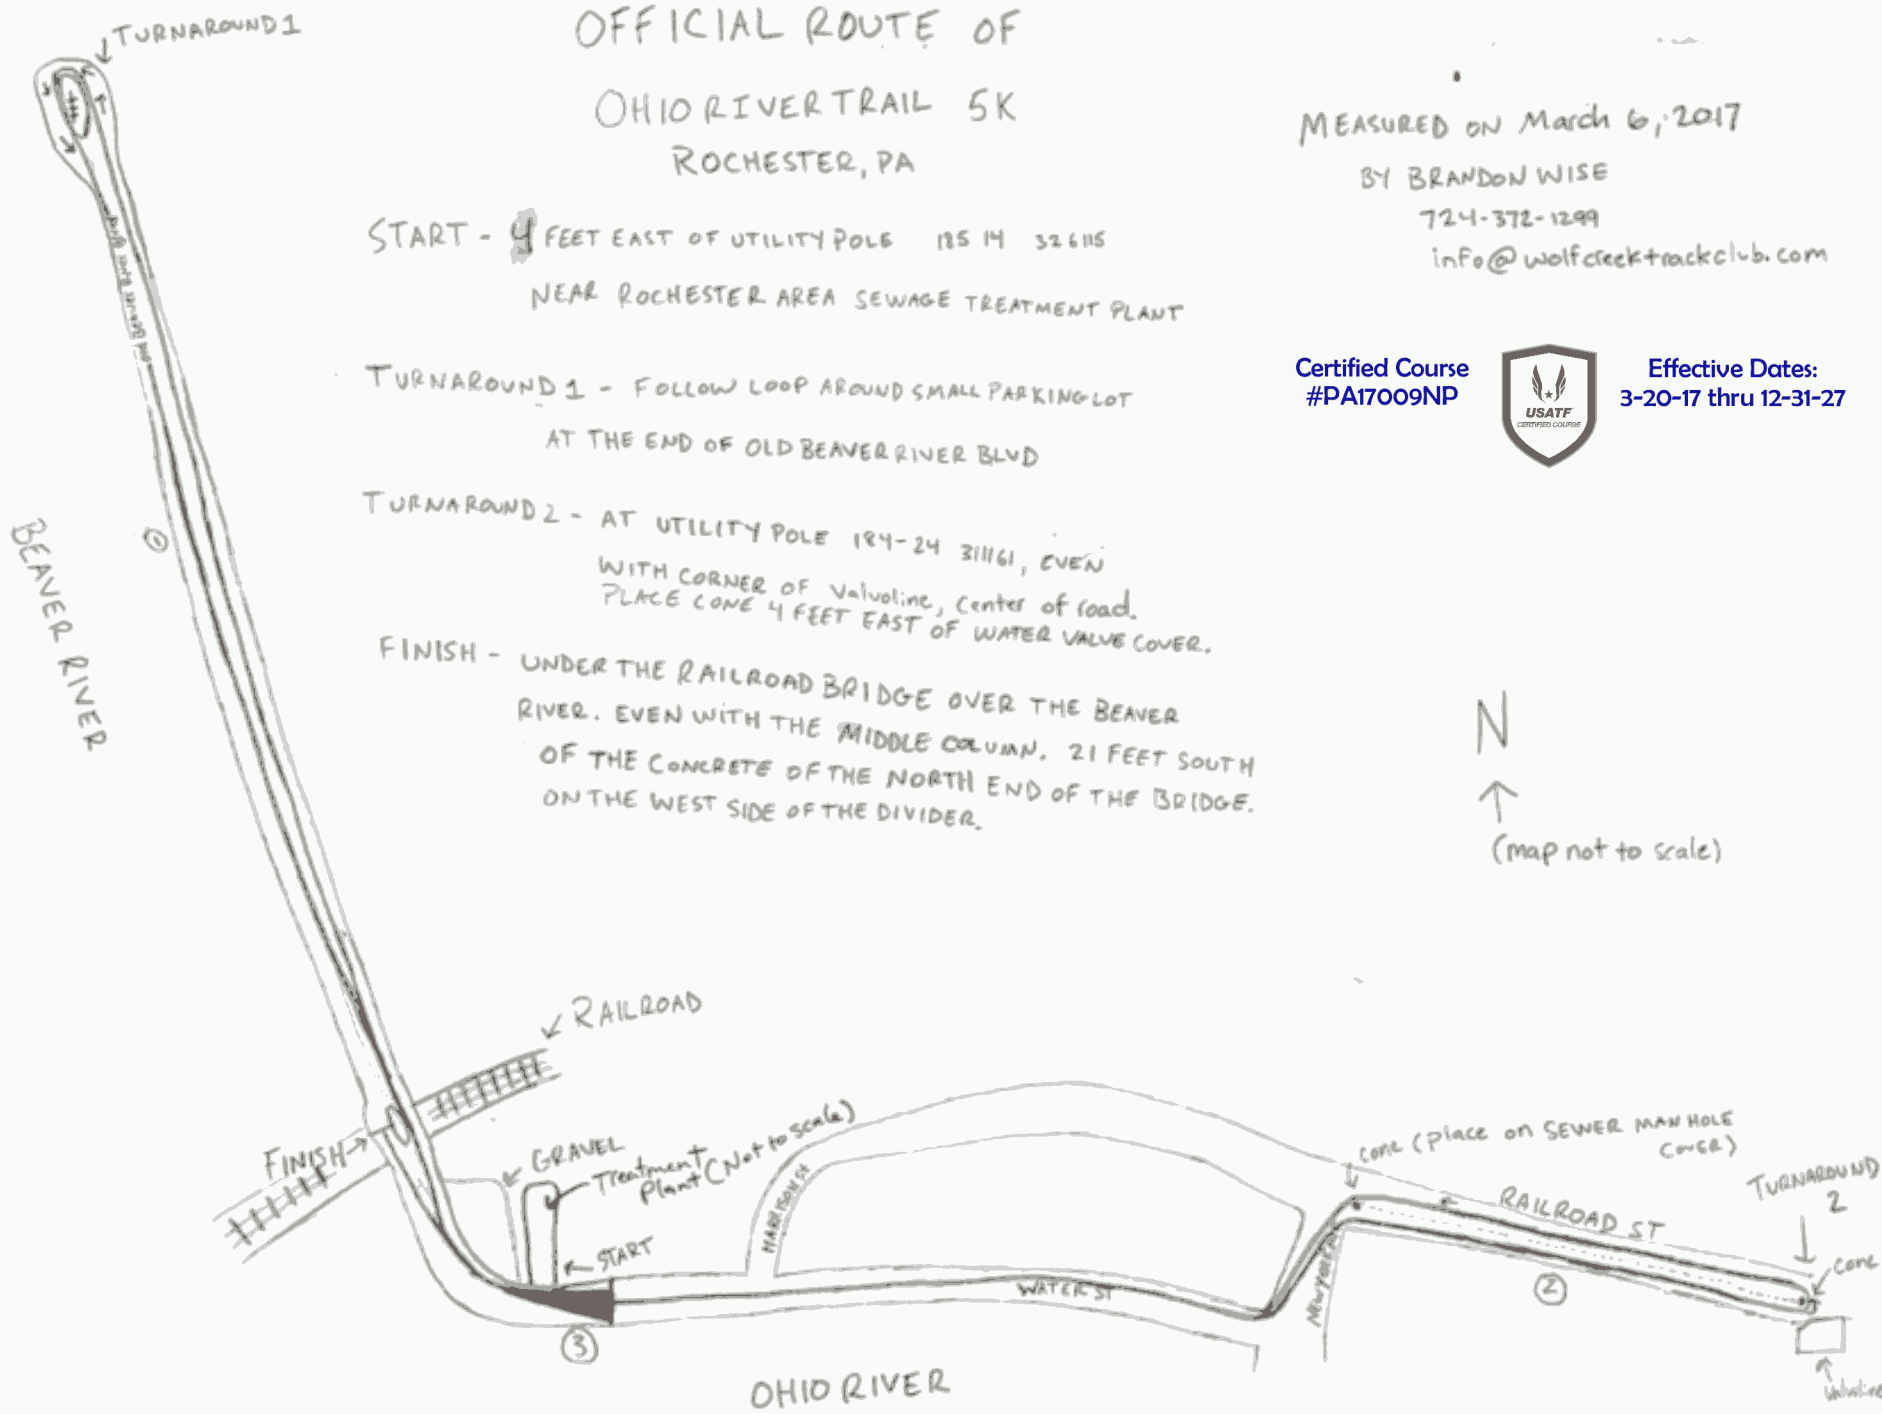 TURNAROUND 1
OFFICIAL ROUTE OF
OHIO RIVER TRAIL 5K
ROCHESTER, PA
MEASURED ON March 6, 2017
BY BRANDON WISE
724-372-1299
info@wolfcreektrackclub.com
START - 4 FEET EAST OF UTILITY POLE 185 14 326115
NEAR ROCHESTER AREA SEWAGE TREATMENT PLANT
TURNAROUND 1 - FOLLOW LOOP AROUND SMALL PARKING LOT
AT THE END OF OLD BEAVER RIVER BLVD
TURNAROUND 2 - AT UTILITY POLE 184-24 311161, EVEN
WITH CORNER OF Valvoline, Center of road.
PLACE CONE 4 FEET EAST OF WATER VALVE COVER.
FINISH - UNDER THE RAILROAD BRIDGE OVER THE BEAVER
RIVER. EVEN WITH THE MIDDLE COLUMN. 21 FEET SOUTH
OF THE CONCRETE OF THE NORTH END OF THE BRIDGE.
ON THE WEST SIDE OF THE DIVIDER.
Certified Course
#PA17009NP
USATF
CERTIFIED COURSE
Effective Dates:
3-20-17 thru 12-31-27
N
(map not to scale)
BEAVER RIVER
1
RAILROAD
FINISH
GRAVEL
Treatment
Plant (Not to scale)
START
HARRISON ST
WATER ST
NEW YORK
cone (place on SEWER MAN HOLE
COVER)
RAILROAD ST
TURNAROUND
2
cone
2
3
OHIO RIVER
Valvoline